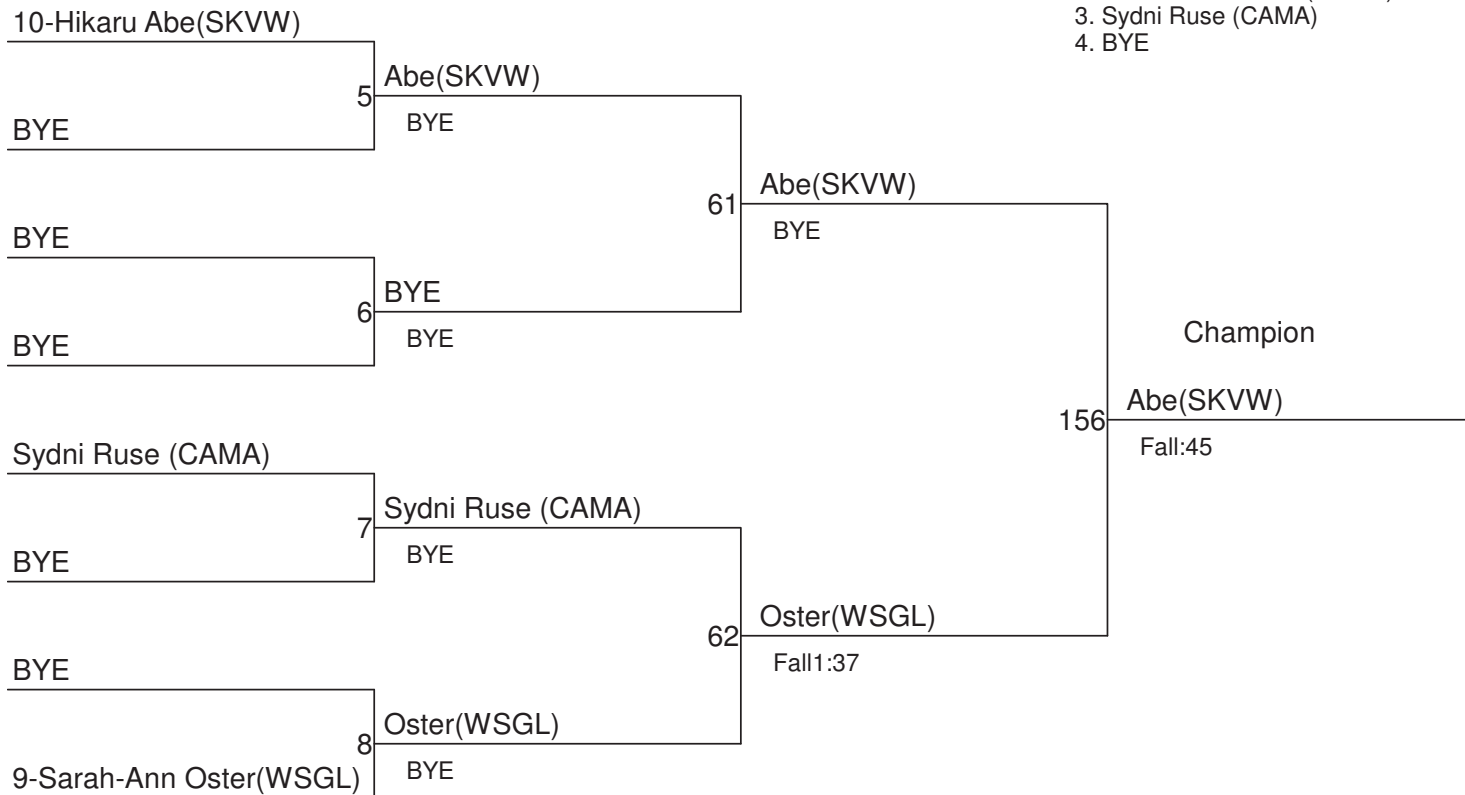 10-Hikaru Abe(SKVW)
3. Sydni Ruse (CAMA)
4. BYE
5
Abe(SKVW)
BYE
BYE
61
Abe(SKVW)
BYE
BYE
6
BYE
BYE
BYE
Champion
156
Abe(SKVW)
Fall:45
Sydni Ruse (CAMA)
7
Sydni Ruse (CAMA)
BYE
BYE
62
Oster(WSGL)
Fall1:37
BYE
8
Oster(WSGL)
BYE
9-Sarah-Ann Oster(WSGL)